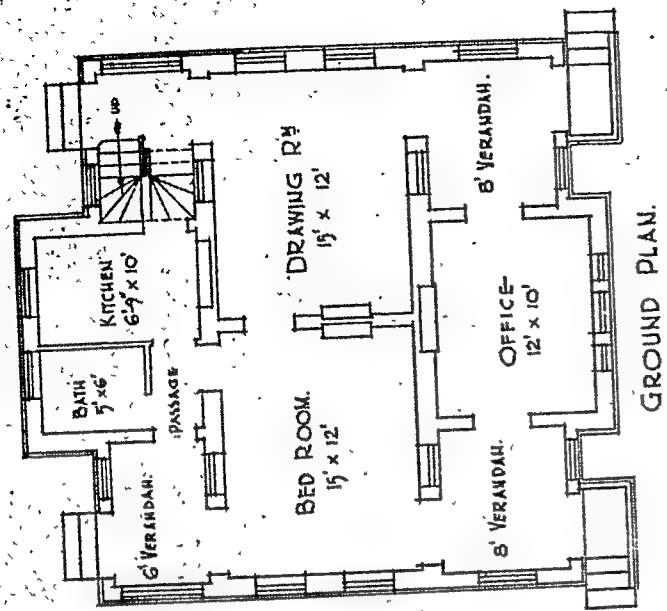 UP
KITCHEN
6'-9" x 10'
BATH
5' x 6'
PASSAGE
6' VERANDAH.
DRAWING RM
15' x 12'
BED ROOM.
15' x 12'
8' VERANDAH.
OFFICE
12' x 10'
8' VERANDAH.
GROUND PLAN.